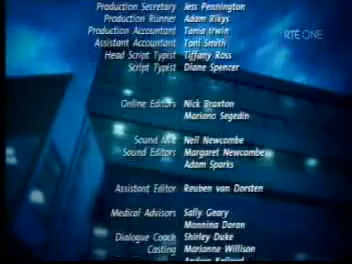 Production Secretary Jess Pennington
Production Runner Adam Rikys
Production Accountant Tania Irwin
Assistant Accountant Toni Smith
Head Script Typist Tiffany Ross
Script Typist Diane Spencer
RTE ONE
Online Editors Nick Braxton
Mariano Segedin
Sound Mix Neil Newcombe
Sound Editors Margaret Newcombe
Adam Sparks
Assistant Editor Reuben van Dorsten
Medical Advisors Sally Geary
Mannina Doran
Dialogue Coach Shirley Duke
Casting Marianne Willison